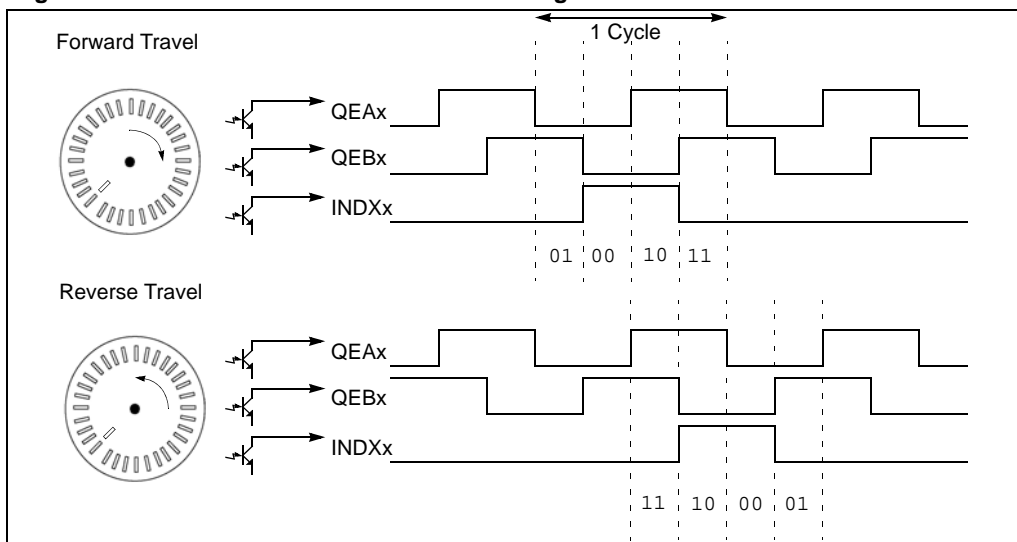 1 Cycle
Forward Travel
QEAx
QEBx
INDXx
01 00 10 11
Reverse Travel
QEAx
QEBx
INDXx
11 10 00 01